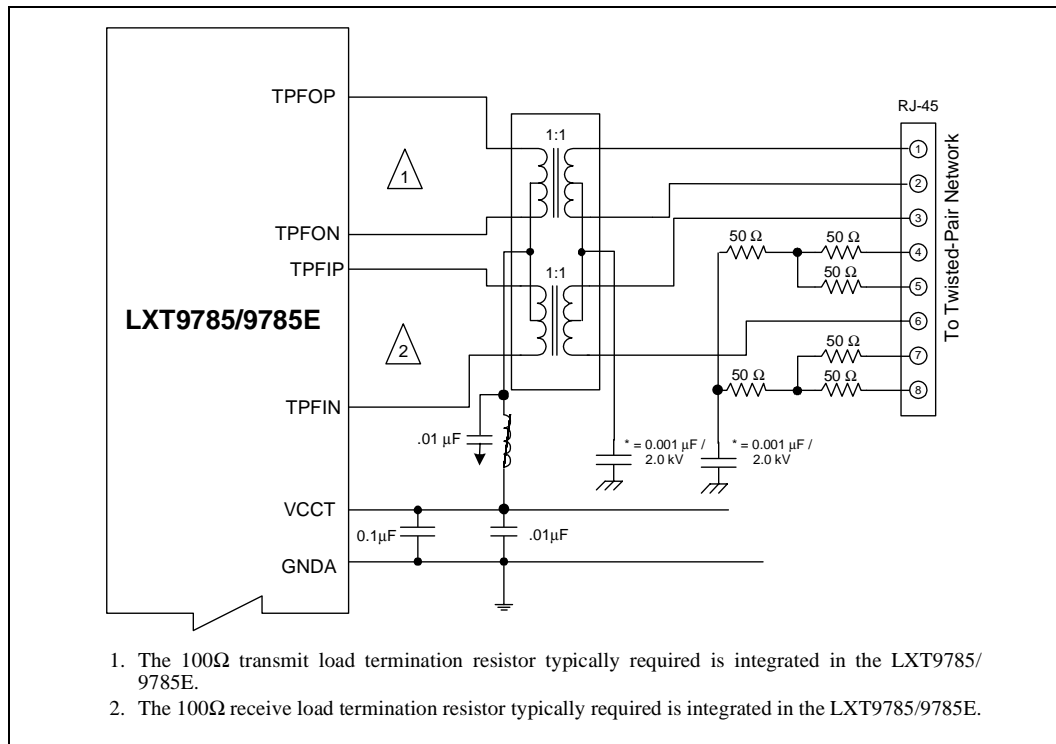 TPFOP
RJ-45
1:1
1
1
2
3
To Twisted-Pair Network
TPFON
50 Ω
50 Ω
4
TPFIP
1:1
50 Ω
5
LXT9785/9785E
6
2
50 Ω
7
50 Ω
50 Ω
8
TPFIN
.01 µF
* = 0.001 µF /
2.0 kV
* = 0.001 µF /
2.0 kV
VCCT
0.1µF
.01µF
GNDA
1. The 100Ω transmit load termination resistor typically required is integrated in the LXT9785/
9785E.
2. The 100Ω receive load termination resistor typically required is integrated in the LXT9785/9785E.